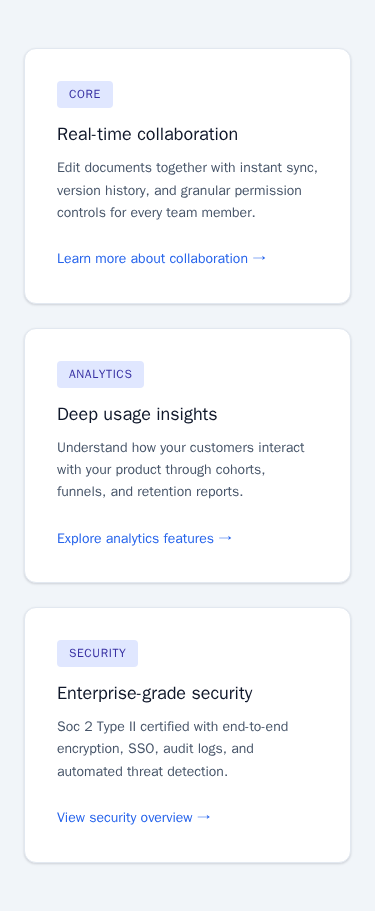 CORE
Real-time collaboration
Edit documents together with instant sync,
version history, and granular permission
controls for every team member.
Learn more about collaboration →
ANALYTICS
Deep usage insights
Understand how your customers interact
with your product through cohorts,
funnels, and retention reports.
Explore analytics features →
SECURITY
Enterprise-grade security
Soc 2 Type II certified with end-to-end
encryption, SSO, audit logs, and
automated threat detection.
View security overview →